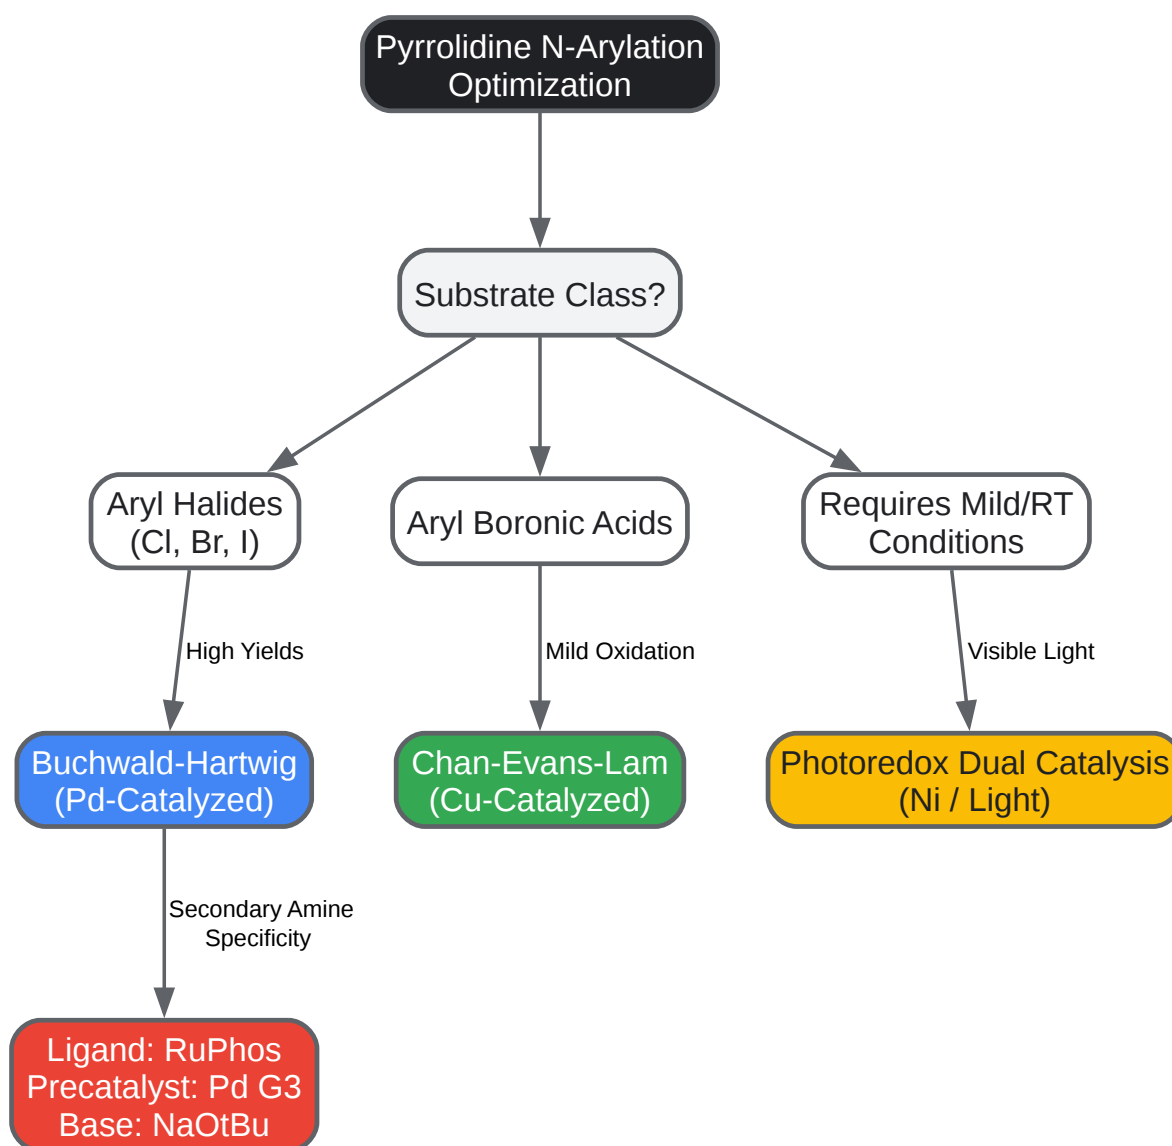 Pyrrolidine N-Arylation
Optimization
Substrate Class?
Aryl Halides
(Cl, Br, I)
Aryl Boronic Acids
Requires Mild/RT
Conditions
High Yields
Mild Oxidation
Visible Light
Buchwald-Hartwig
(Pd-Catalyzed)
Chan-Evans-Lam
(Cu-Catalyzed)
Photoredox Dual Catalysis
(Ni / Light)
Secondary Amine
Specificity
Ligand: RuPhos
Precatalyst: Pd G3
Base: NaOtBu